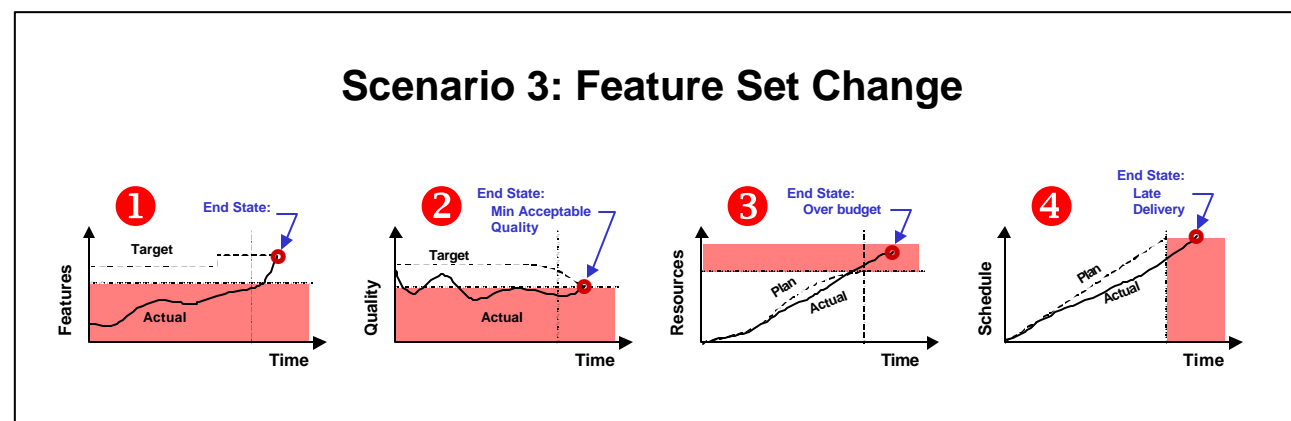 Scenario 3: Feature Set Change
1
End State:
Target
Actual
Features
Time
2
End State:
Min Acceptable
Quality
Target
Actual
Quality
Time
3
End State:
Over budget
Plan
Actual
Resources
Time
4
End State:
Late
Delivery
Plan
Actual
Schedule
Time